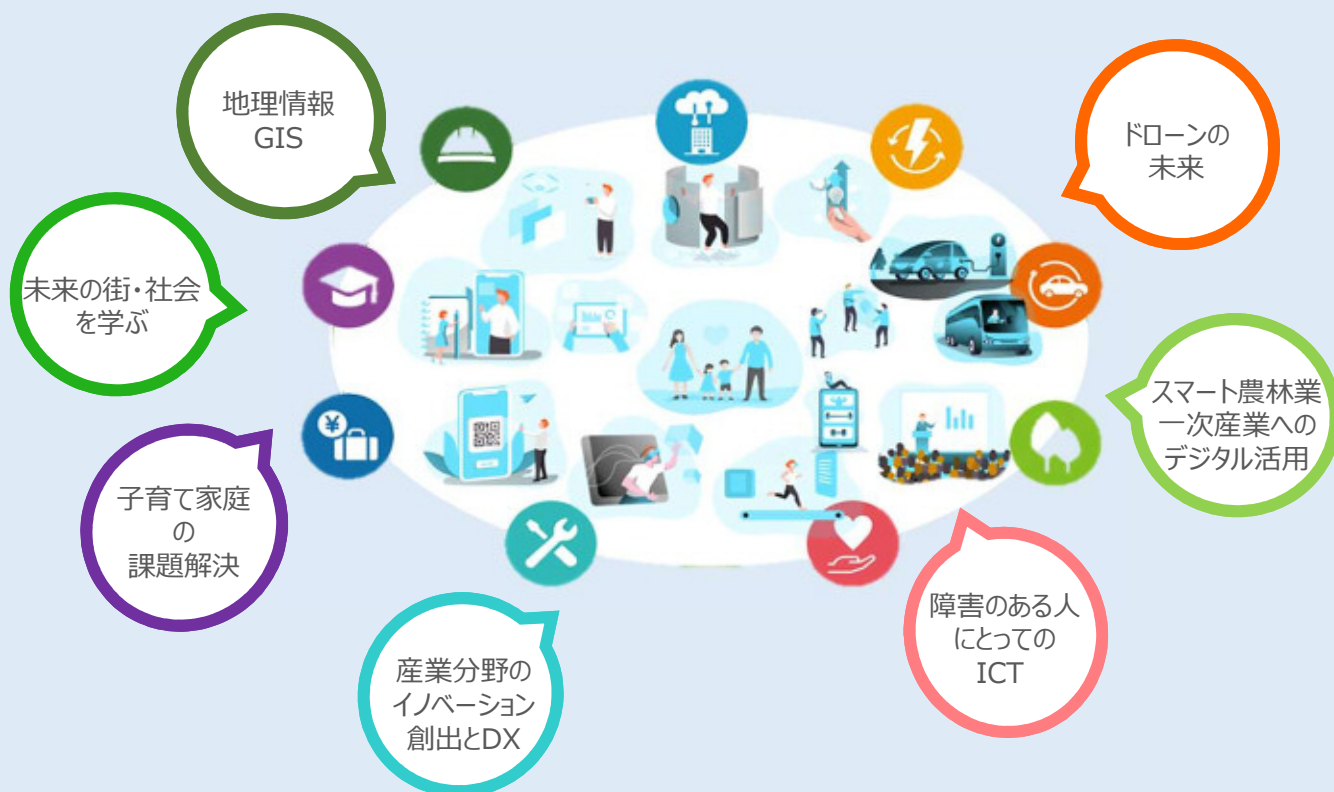 地理情報
GIS
ドローンの
未来
未来の街・社会
を学ぶ
スマート農林業
一次産業への
デジタル活用
子育て家庭
の
課題解決
障害のある人
にとっての
ICT
産業分野の
イノベーション
創出とDX
¥